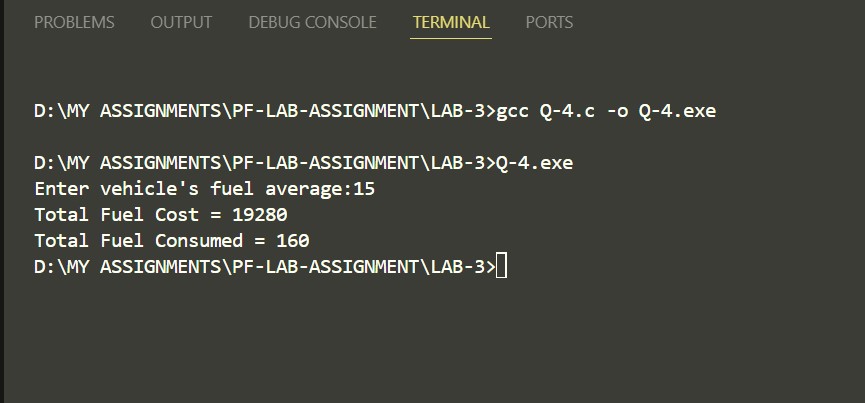 PROBLEMS OUTPUT DEBUG CONSOLE TERMINAL PORTS
D:\MY ASSIGNMENTS\PF-LAB-ASSIGNMENT\LAB-3>gcc Q-4.c -o Q-4.exe
D:\MY ASSIGNMENTS\PF-LAB-ASSIGNMENT\LAB-3>Q-4.exe
Enter vehicle's fuel average:15
Total Fuel Cost = 19280
Total Fuel Consumed = 160
D:\MY ASSIGNMENTS\PF-LAB-ASSIGNMENT\LAB-3>